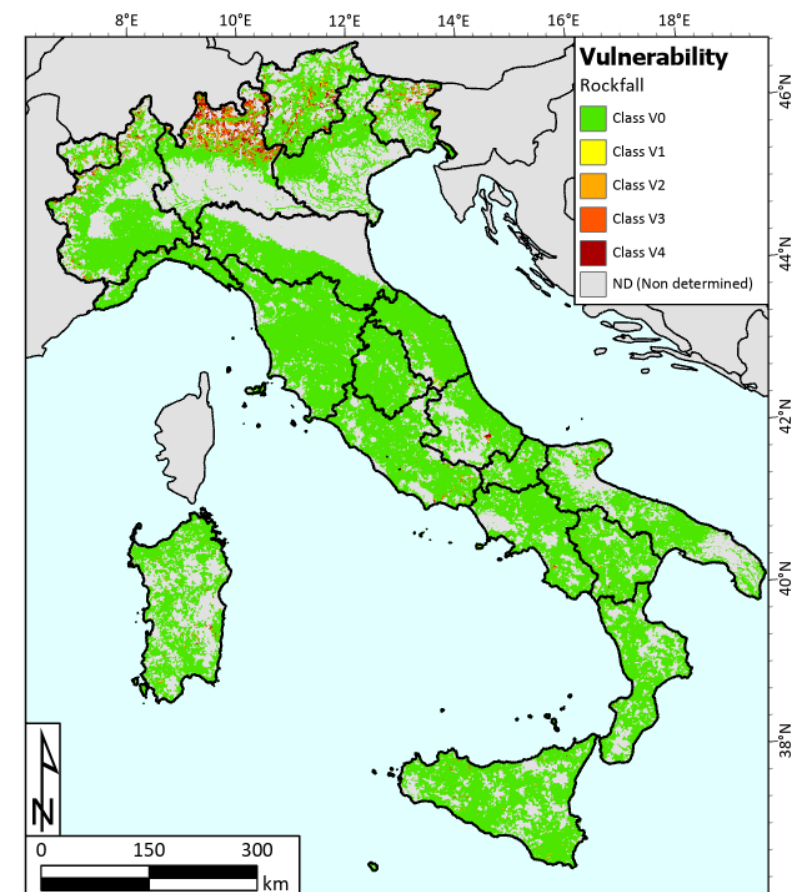 8°E 10°E 12°E 14°E 16°E 18°E
Vulnerability
Rockfall
Class V0
Class V1
Class V2
Class V3
Class V4
ND (Non determined)
46°N
44°N
42°N
40°N
38°N
N
0 150 300
km